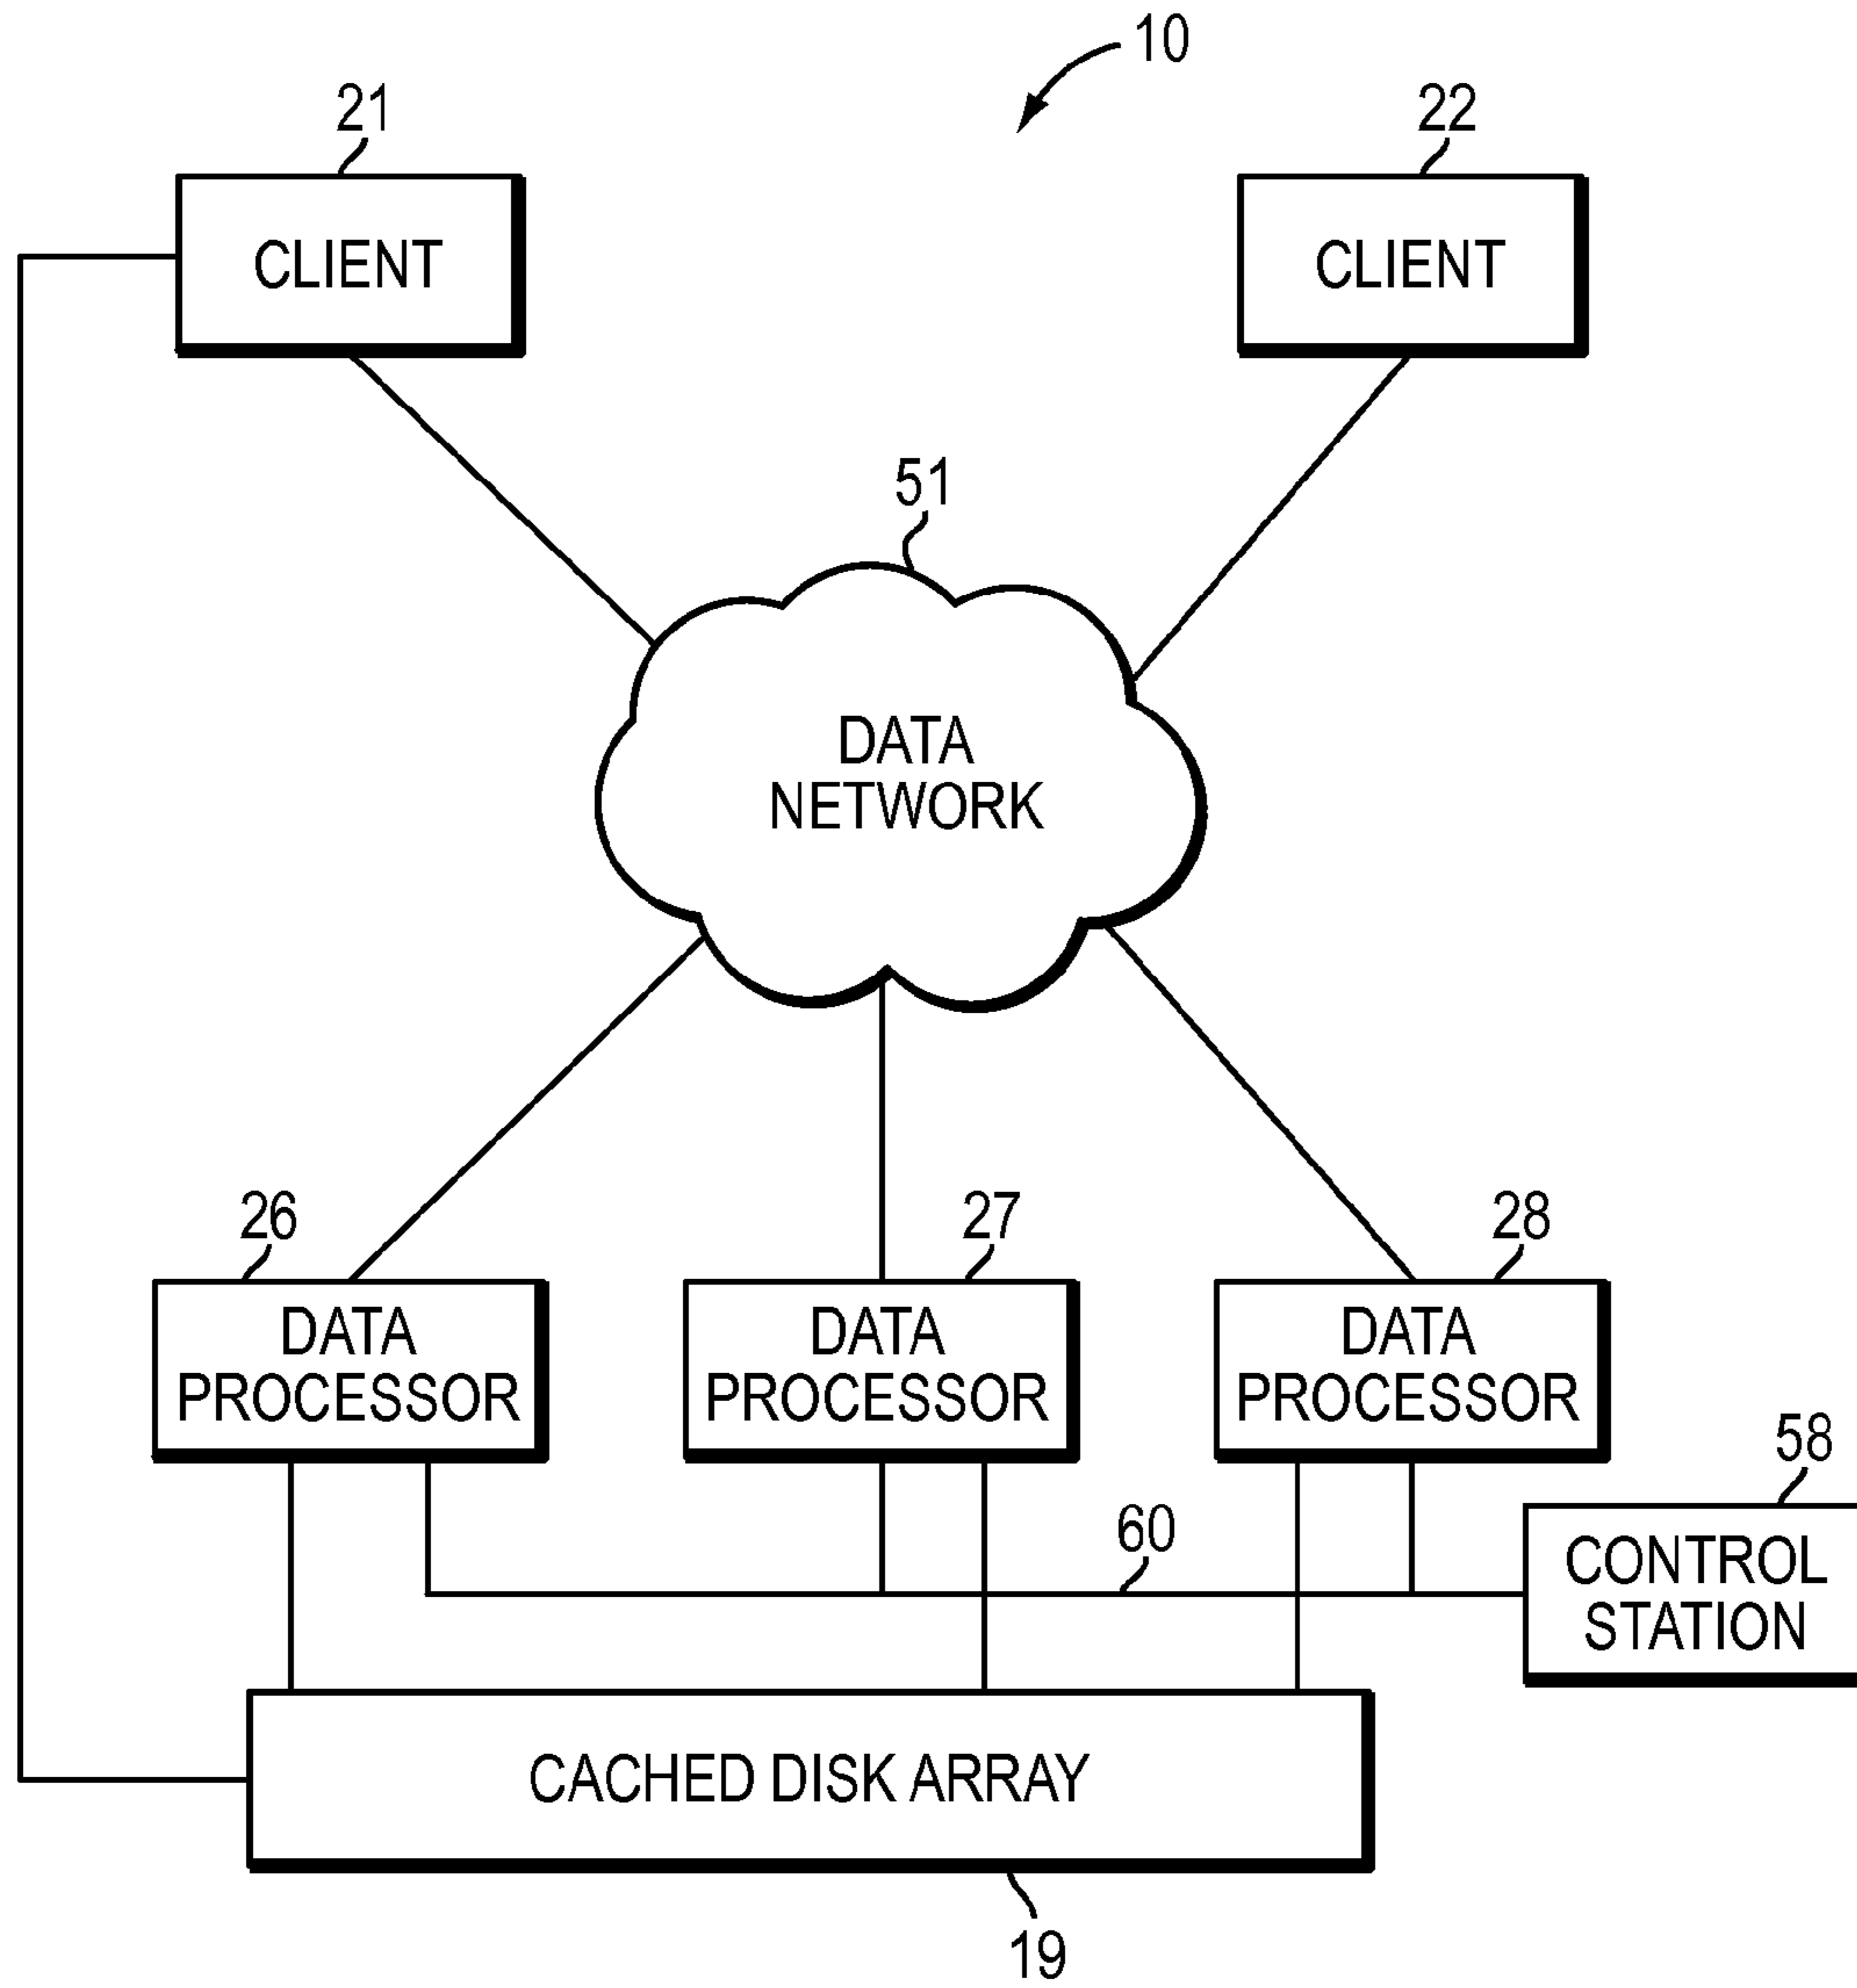 10
21
22
CLIENT
CLIENT
51
DATA
NETWORK
26
27
28
DATA
PROCESSOR
DATA
PROCESSOR
DATA
PROCESSOR
58
60
CONTROL
STATION
CACHED DISK ARRAY
19